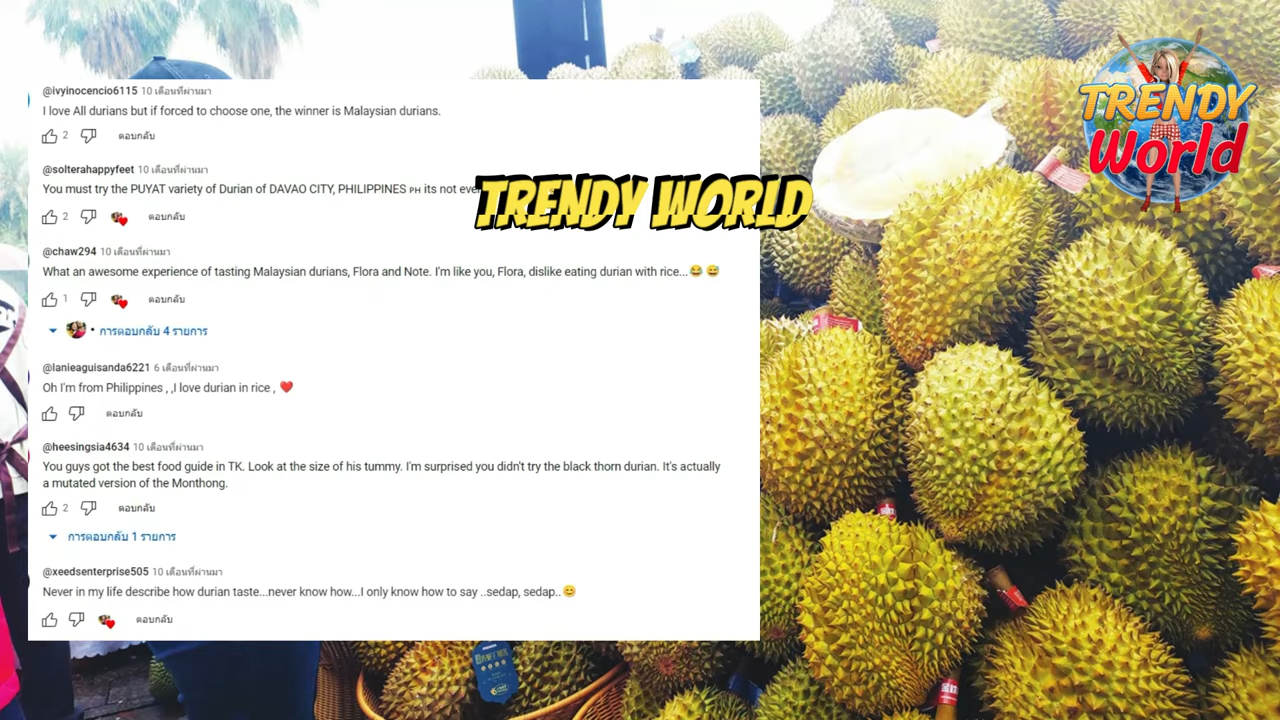 @ivyinocencio6115 10 เดือนที่ผ่านมา
I love All durians but if forced to choose one, the winner is Malaysian durians.
2 ตอบกลับ
@solterahappyfeet 10 เดือนที่ผ่านมา
You must try the PUYAT variety of Durian of DAVAO CITY, PHILIPPINES PH its not
2 ตอบกลับ
@chaw294 10 เดือนที่ผ่านมา
What an awesome experience of tasting Malaysian durians, Flora and Note. I'm like you, Flora, dislike eating durian with rice...😂 😅
1 ตอบกลับ
• การตอบกลับ 4 รายการ
@lanieaguisanda6221 6 เดือนที่ผ่านมา
Oh I'm from Philippines , ,I love durian in rice , ❤️
ตอบกลับ
@heesingsia4634 10 เดือนที่ผ่านมา
You guys got the best food guide in TK. Look at the size of his tummy. I'm surprised you didn't try the black thorn durian. It's actually
a mutated version of the Monthong.
2 ตอบกลับ
การตอบกลับ 1 รายการ
@xeedsenterprise505 10 เดือนที่ผ่านมา
Never in my life describe how durian taste...never know how...I only know how to say ..sedap, sedap..😊
ตอบกลับ
TRENDY WORLD
TRENDY
World